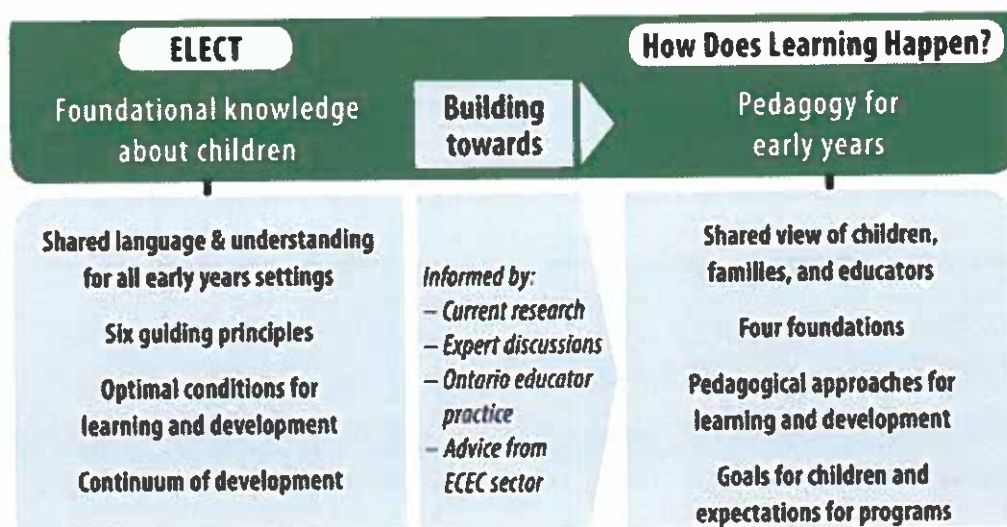 ELECT
Foundational knowledge
about children
Building
towards
How Does Learning Happen?
Pedagogy for
early years
Shared language & understanding
for all early years settings
Six guiding principles
Optimal conditions for
learning and development
Continuum of development
Informed by:
– Current research
– Expert discussions
– Ontario educator
practice
– Advice from
ECEC sector
Shared view of children,
families, and educators
Four foundations
Pedagogical approaches for
learning and development
Goals for children and
expectations for programs